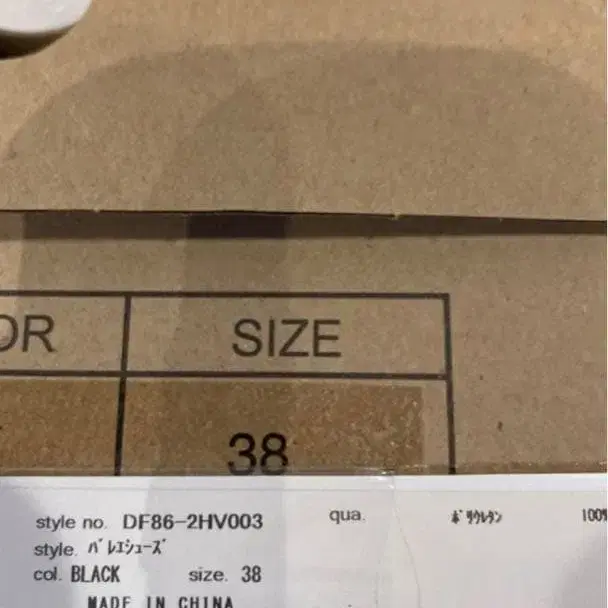 OR SIZE
38
style no. DF86-2HV003 qua. ﾎﾟﾘｳﾚﾀﾝ 100%
style. ﾊﾞﾚｴｼｭｰｽﾞ
col. BLACK size. 38
MADE IN CHINA